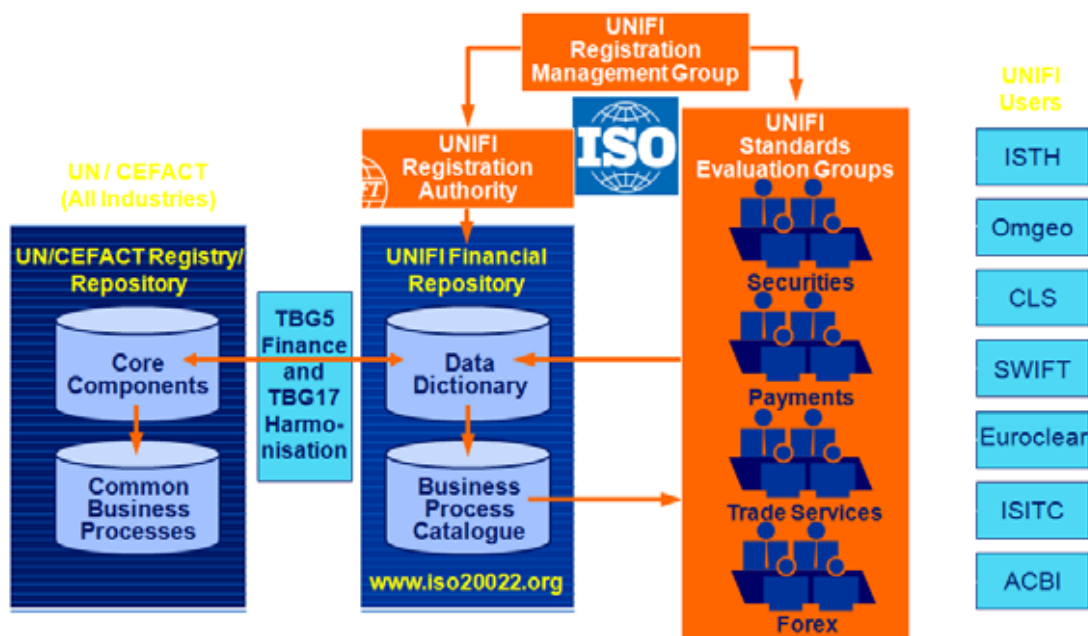 UNIFI
Registration
Management Group
UNIFI
Users
ISO
UNIFI
Registration
Authority
UNIFI
Standards
Evaluation Groups
ISTH
UN / CEFACT
(All Industries)
Omgeo
UN/CEFACT Registry/
Repository
UNIFI Financial
Repository
Securities
CLS
TBG5
Finance
and
TBG17
Harmo-
nisation
Core
Components
Data
Dictionary
SWIFT
Payments
Euroclear
Common
Business
Processes
Business
Process
Catalogue
ISITC
Trade Services
www.iso20022.org
ACBI
Forex